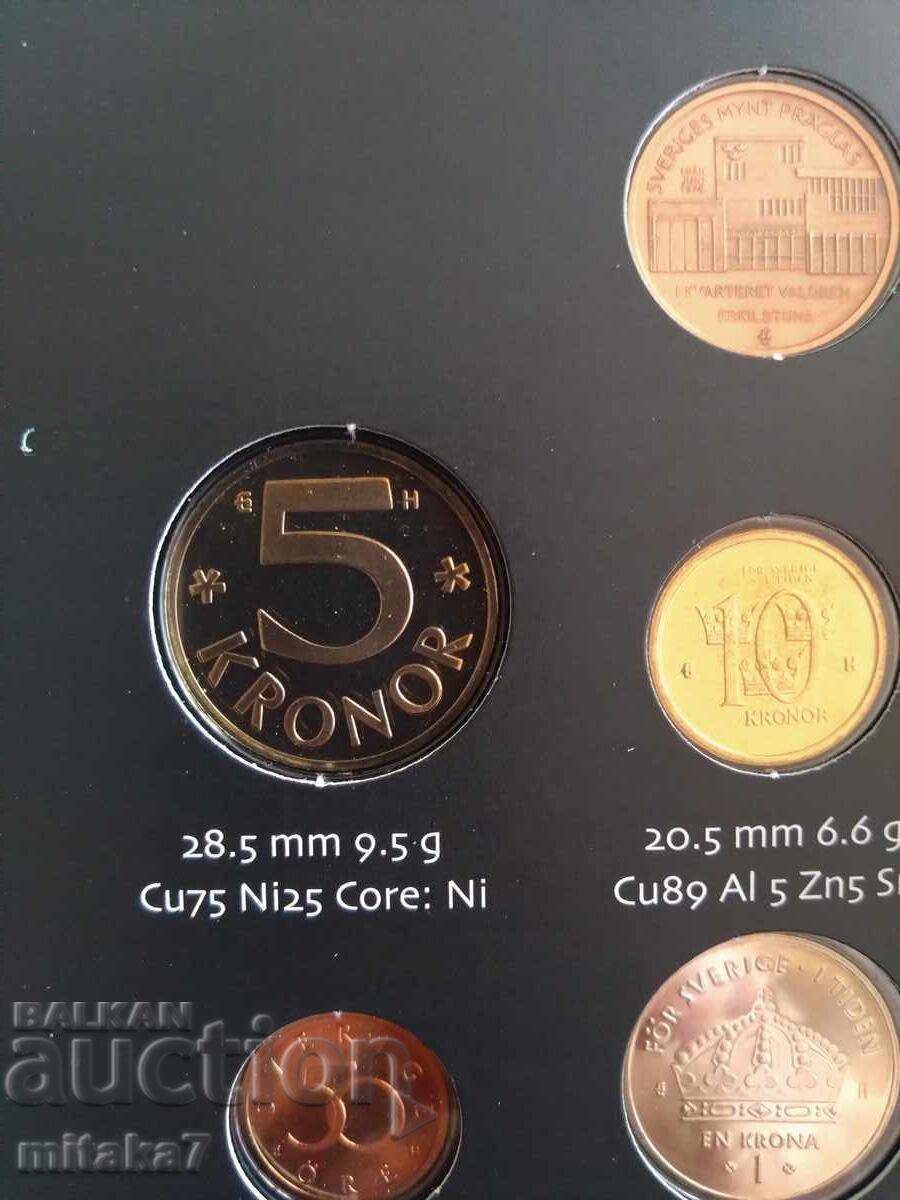 SVERIGES MYNT PRÄGLAS
I KVARTERET VALÖREN
ESKILSTUNA
5
H
* KRONOR *
FÖR SVERIGE
I TIDEN
10
H
KRONOR
28.5 mm 9.5 g
Cu75 Ni25 Core: Ni
20.5 mm 6.6 g
Cu89 Al 5 Zn5 S
FÖR SVERIGE · I TIDEN
H
EN KRONA
1
ÖRE
BALKAN
auction
mitaka7